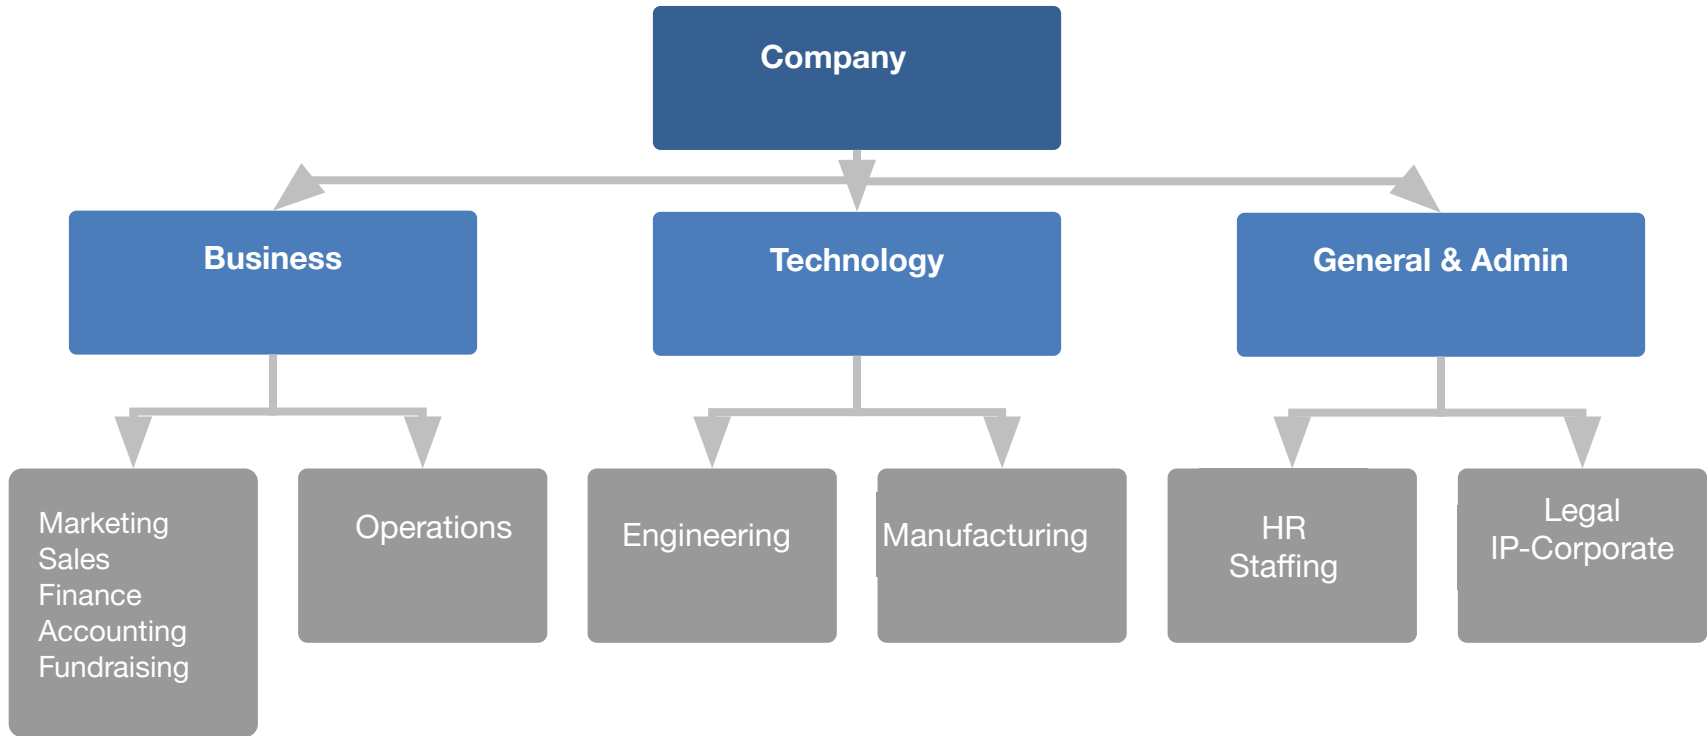 Company
Business
Technology
General & Admin
Marketing
Sales
Finance
Accounting
Fundraising
Operations
Engineering
Manufacturing
HR
Staffing
Legal
IP-Corporate